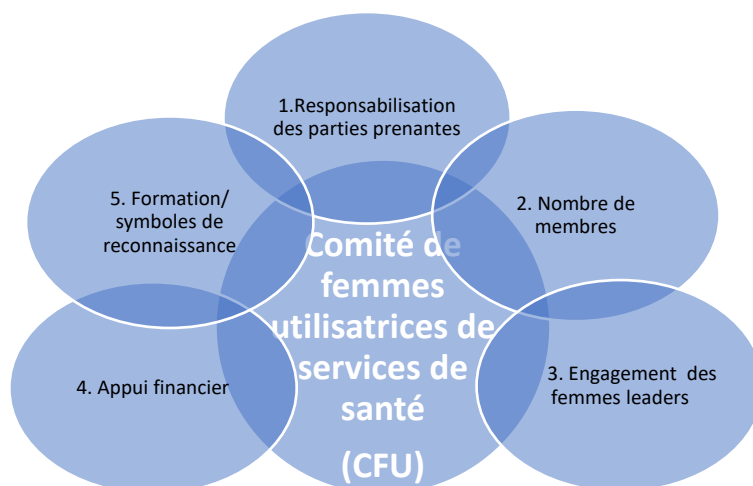 1.Responsabilisation
des parties prenantes
2. Nombre de
membres
3. Engagement des
femmes leaders
4. Appui financier
5. Formation/
symboles de
reconnaissance
Comité de
femmes
utilisatrices de
services de
santé
(CFU)